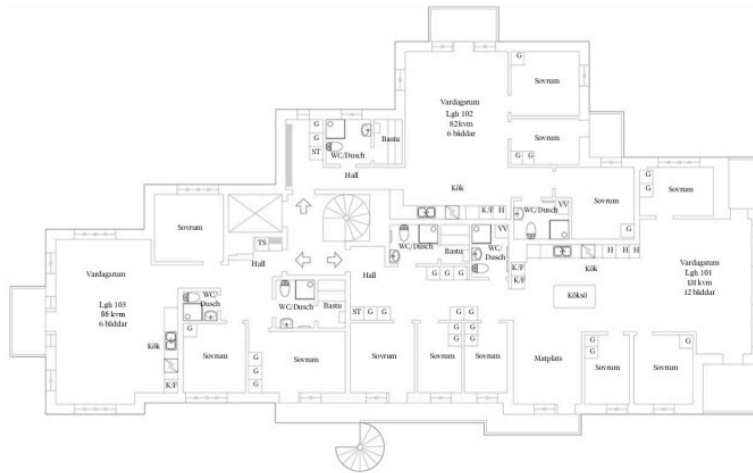 G
Sovrum
Vardagsrum
Lgh 102
82 kvm
6 bäddar
G
G
ST
WC/Dusch
Bastu
Sovrum
G
G
Hall
Kök
K/F
H
WC/Dusch
VV
Sovrum
G
G
G
Sovrum
Sovrum
TS
Hall
WC/Dusch
Bastu
VV
WC/
Dusch
G
G
G
Hall
Kök
H
H
H
K/F
K/F
Köksö
Vardagsrum
Lgh 101
131 kvm
12 bäddar
Vardagsrum
Lgh 103
86 kvm
6 bäddar
Kök
K/F
WC/
Dusch
G
Sovrum
WC/Dusch
Bastu
G
G
G
Sovrum
ST
G
G
Sovrum
G
G
G
G
Sovrum
G
G
Sovrum
Matplats
G
G
Sovrum
G
Sovrum